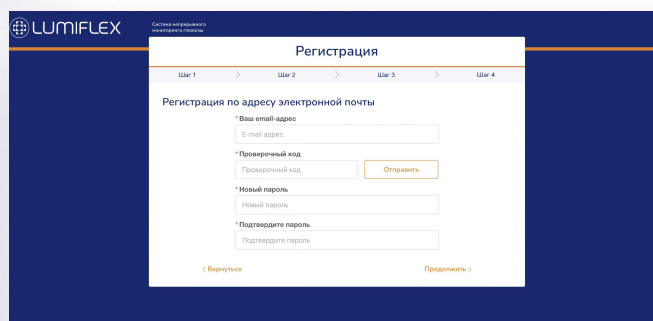 LUMIFLEX
Система непрерывного
мониторинга глюкозы
Регистрация
Шаг 1 > Шаг 2 > Шаг 3 > Шаг 4
Регистрация по адресу электронной почты
* Ваш email-адрес
E-mail адрес
* Проверочный код
Проверочный код Отправить
* Новый пароль
Новый пароль
* Подтвердите пароль
Подтвердите пароль
< Вернуться Продолжить >